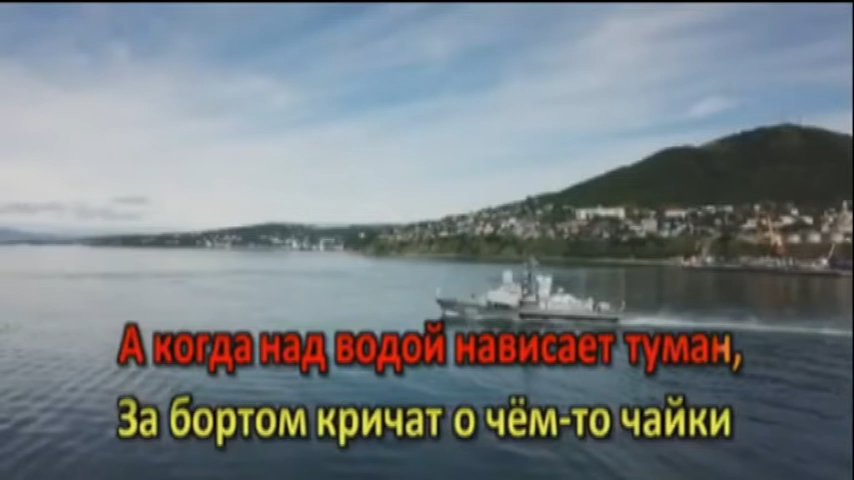 А когда над водой нависает туман,
За бортом кричат о чём-то чайки